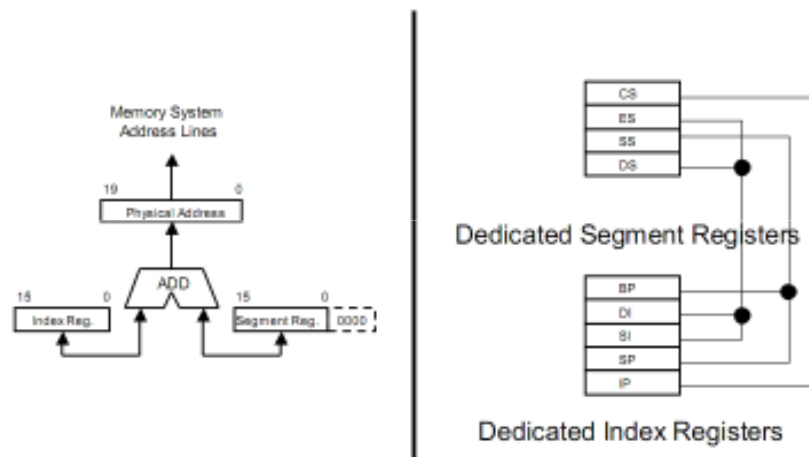 Memory System
Address Lines
19 0
Physical Address
ADD
15 0
15 0
Index Reg.
Segment Reg.
0000
CS
ES
SS
DS
Dedicated Segment Registers
BP
DI
SI
SP
IP
Dedicated Index Registers